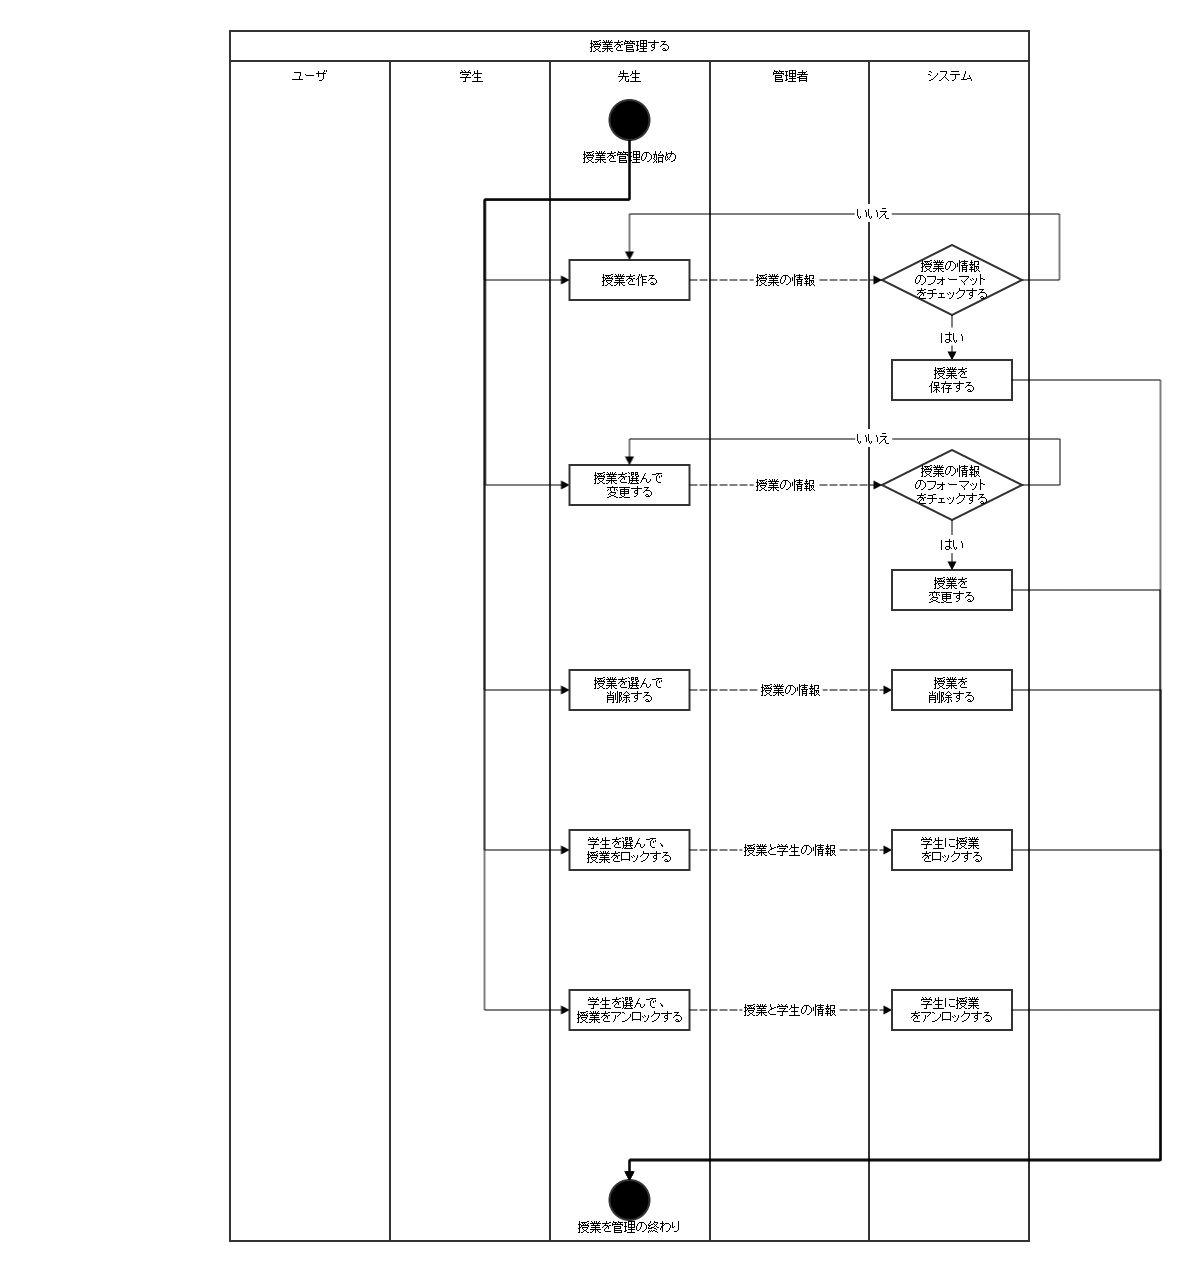 授業を管理する
ユーザ
学生
先生
管理者
システム
授業を管理の始め
いいえ
授業を作る
授業の情報
授業の情報
のフォーマット
をチェックする
はい
授業を
保存する
いいえ
授業を選んで
変更する
授業の情報
授業の情報
のフォーマット
をチェックする
はい
授業を
変更する
授業を選んで
削除する
授業の情報
授業を
削除する
学生を選んで、
授業をロックする
授業と学生の情報
学生に授業
をロックする
学生を選んで、
授業をアンロックする
授業と学生の情報
学生に授業
をアンロックする
授業を管理の終わり